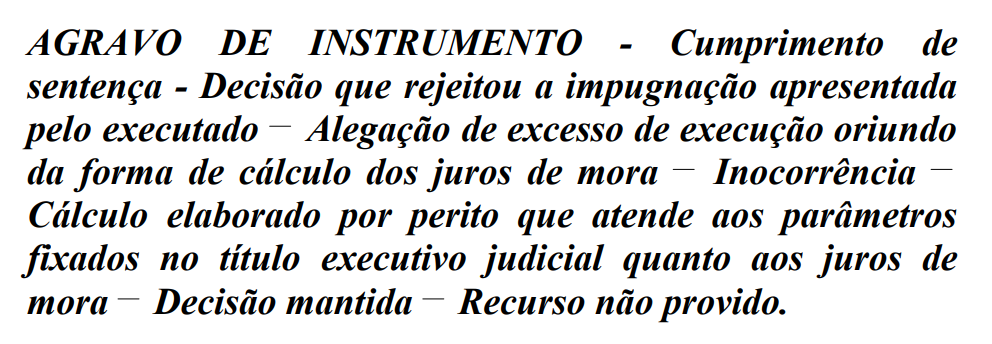 AGRAVO DE INSTRUMENTO - Cumprimento de
sentença - Decisão que rejeitou a impugnação apresentada
pelo executado – Alegação de excesso de execução oriundo
da forma de cálculo dos juros de mora – Inocorrência –
Cálculo elaborado por perito que atende aos parâmetros
fixados no título executivo judicial quanto aos juros de
mora – Decisão mantida – Recurso não provido.